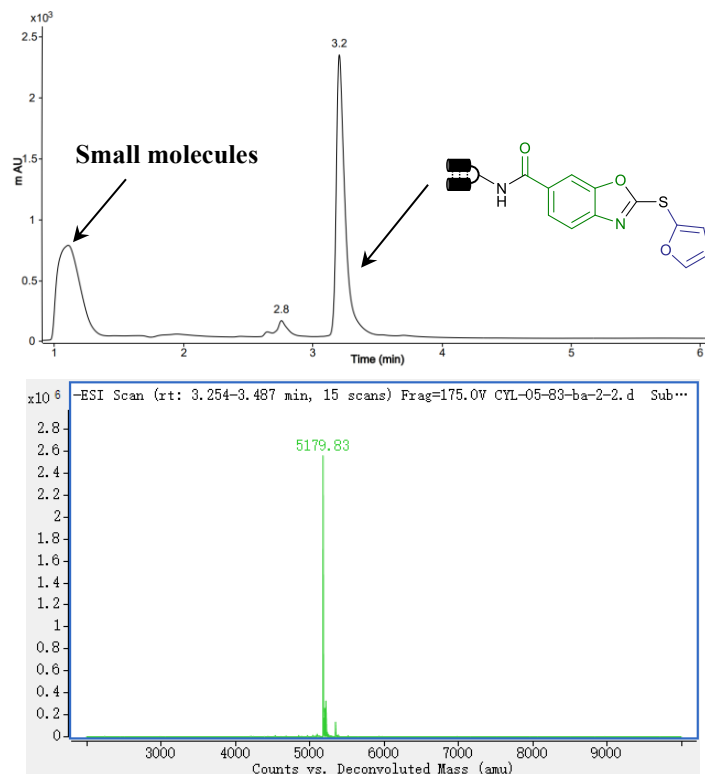 x10³
2.5
2
1.5
1
0.5
0
m AU
Small molecules
3.2
2.8
1
2
3
4
5
6
Time (min)
O
N
H
O
N
S
O
x10 6
-ESI Scan (rt: 3.254-3.487 min, 15 scans) Frag=175.0V CYL-05-83-ba-2-2.d Sub…
2.8
2.6
2.4
2.2
2
1.8
1.6
1.4
1.2
1
0.8
0.6
0.4
0.2
0
5179.83
3000
4000
5000
6000
7000
8000
9000
Counts vs. Deconvoluted Mass (amu)